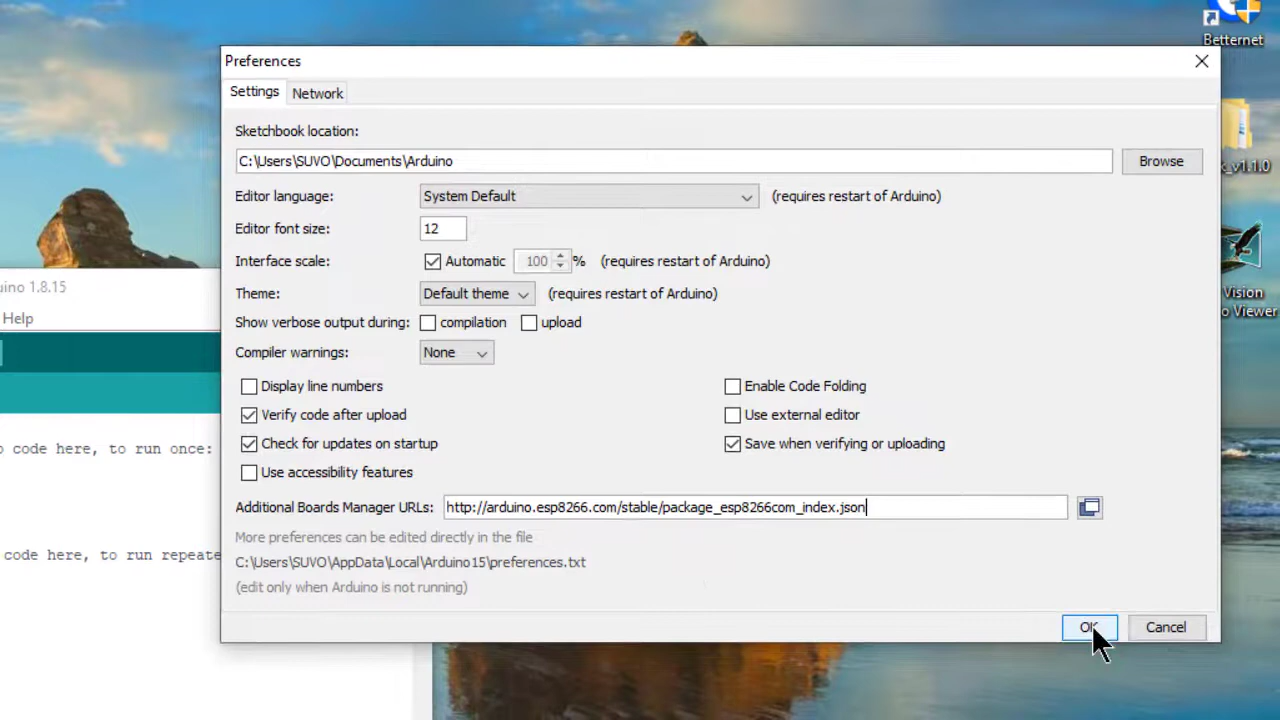 Betternet
Preferences
Settings
Network
Sketchbook location:
C:\Users\SUVO\Documents\Arduino
Browse
k_v1.1.0
Editor language: System Default (requires restart of Arduino)
Editor font size: 12
Interface scale: Automatic 100 % (requires restart of Arduino)
uino 1.8.15
Theme: Default theme (requires restart of Arduino)
Vision
o Viewer
Help
Show verbose output during: compilation upload
Compiler warnings: None
Display line numbers
Enable Code Folding
Verify code after upload
Use external editor
Check for updates on startup
Save when verifying or uploading
p code here, to run once:
Use accessibility features
Additional Boards Manager URLs: http://arduino.esp8266.com/stable/package_esp8266com_index.json
More preferences can be edited directly in the file
code here, to run repeate
C:\Users\SUVO\AppData\Local\Arduino15\preferences.txt
(edit only when Arduino is not running)
OK
Cancel